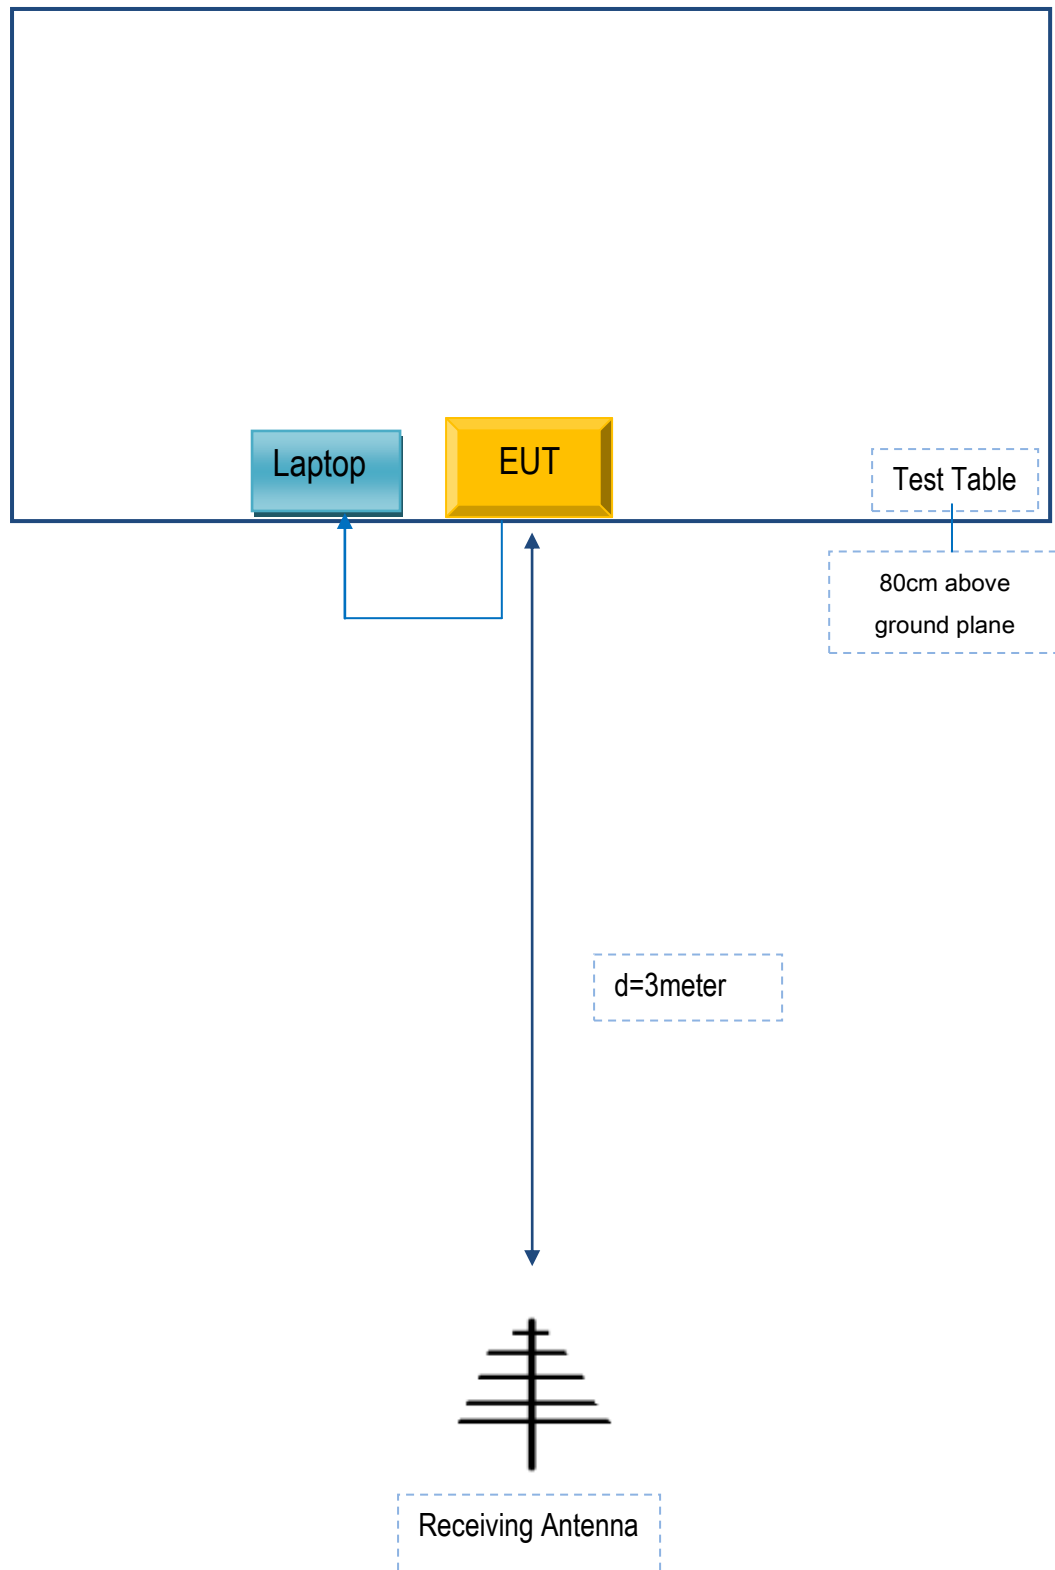 Laptop
EUT
Test Table
80cm above
ground plane
d=3meter
Receiving Antenna